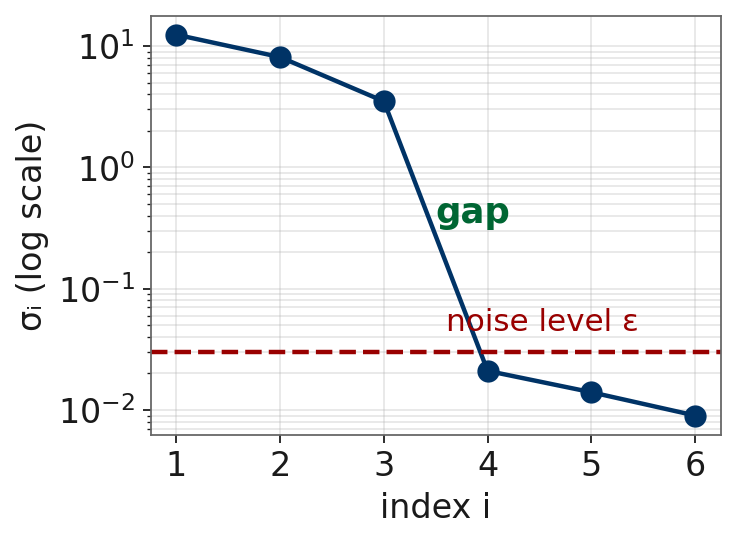 10¹
10⁰
10⁻¹
10⁻²
σᵢ (log scale)
gap
noise level ε
1 2 3 4 5 6
index i